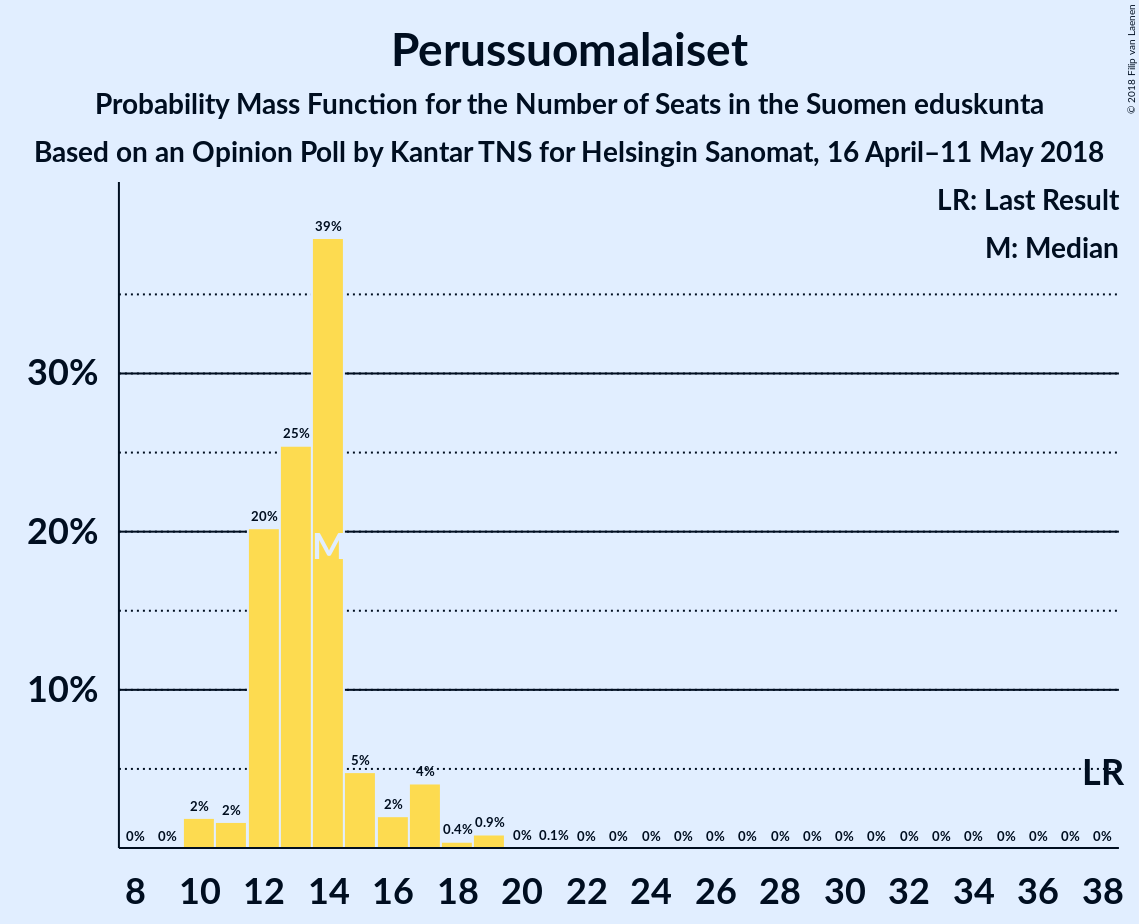 Perussuomalaiset
Probability Mass Function for the Number of Seats in the Suomen eduskunta
Based on an Opinion Poll by Kantar TNS for Helsingin Sanomat, 16 April–11 May 2018
© 2018 Filip van Laenen
LR: Last Result
M: Median
30%
20%
10%
0% 0% 2% 2% 20% 25% 39% 5% 2% 4% 0.4% 0.9% 0% 0.1% 0% 0% 0% 0% 0% 0% 0% 0% 0% 0% 0% 0% 0% 0% 0% 0% 0%
M
LR
8 10 12 14 16 18 20 22 24 26 28 30 32 34 36 38